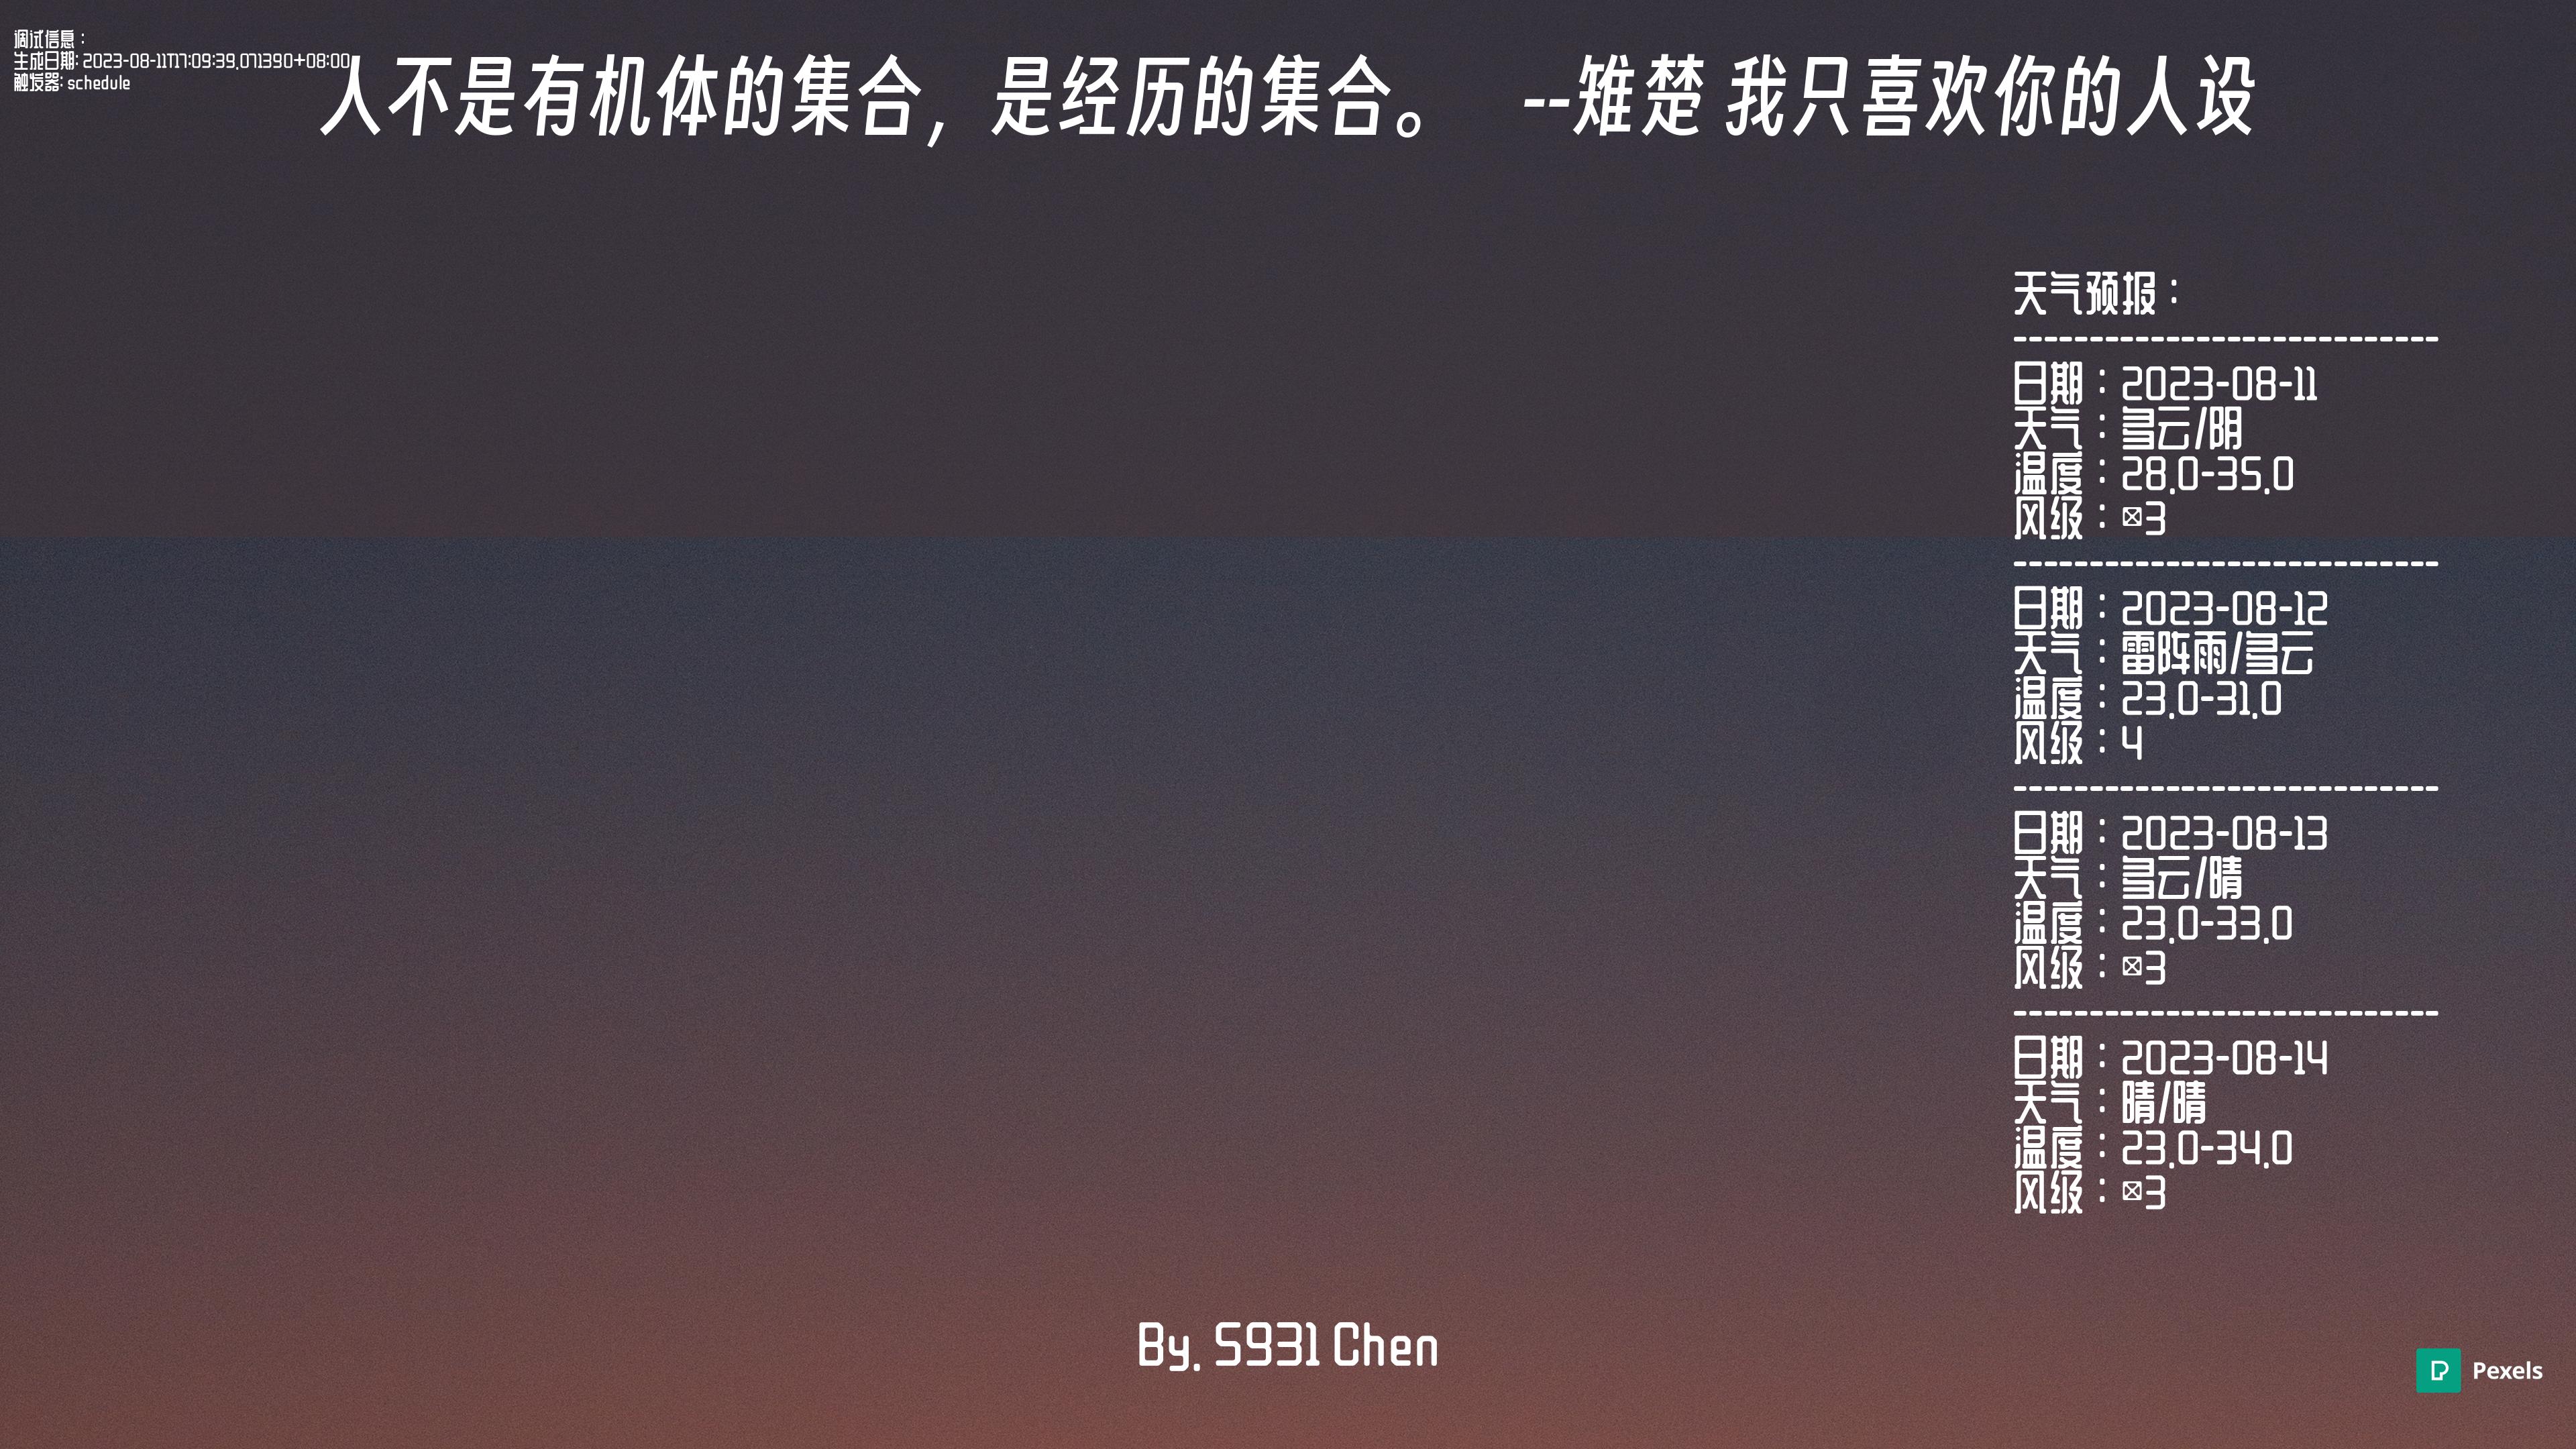 调试信息：
生成日期: 2023-08-11T17:09:39.071390+08:00
触发器: schedule
人不是有机体的集合，是经历的集合。 --雉楚 我只喜欢你的人设
天气预报：
----------------------------
日期：2023-08-11
天气：多云/阴
温度：28.0-35.0
风级：☒3
----------------------------
日期：2023-08-12
天气：雷阵雨/多云
温度：23.0-31.0
风级：4
----------------------------
日期：2023-08-13
天气：多云/晴
温度：23.0-33.0
风级：☒3
----------------------------
日期：2023-08-14
天气：晴/晴
温度：23.0-34.0
风级：☒3
By. S931 Chen
Pexels